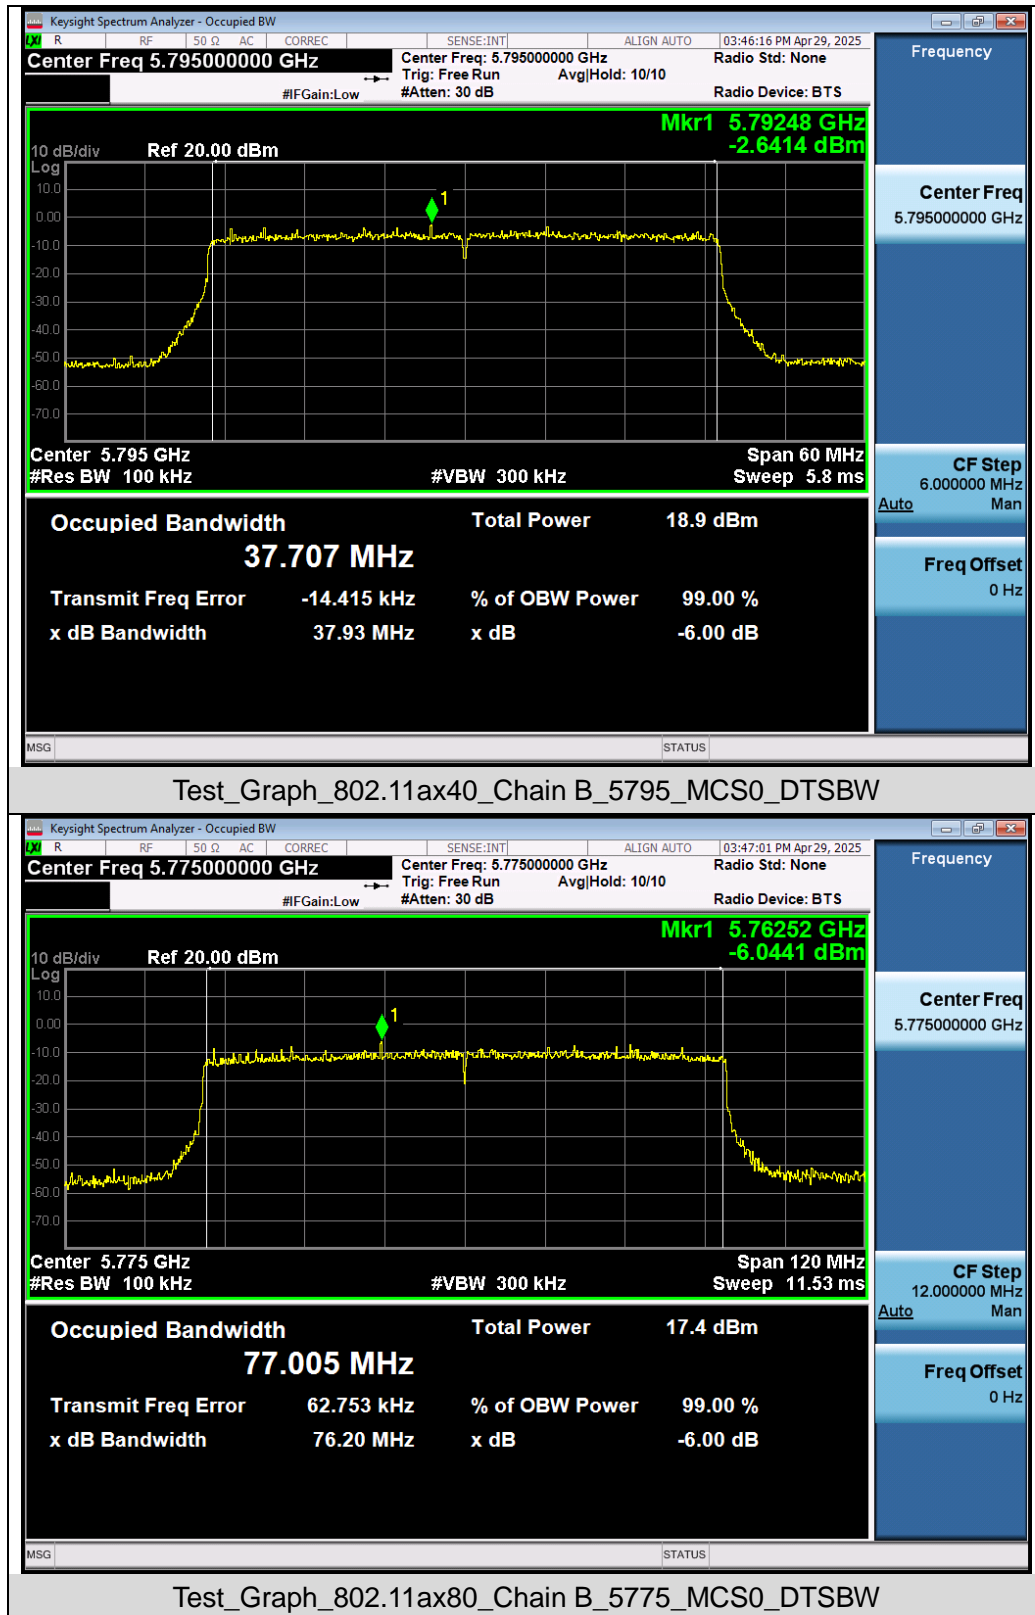 Keysight Spectrum Analyzer - Occupied BW
LXI R RF 50 Ω AC CORREC SENSE:INT ALIGN AUTO 03:46:16 PM Apr 29, 2025
Center Freq 5.795000000 GHz
Center Freq: 5.795000000 GHz Radio Std: None
Trig: Free Run Avg|Hold: 10/10
#IFGain:Low #Atten: 30 dB Radio Device: BTS
Frequency
Mkr1 5.79248 GHz
-2.6414 dBm
10 dB/div Ref 20.00 dBm
Log
10.0
0.00
-10.0
-20.0
-30.0
-40.0
-50.0
-60.0
-70.0
1
Center Freq
5.795000000 GHz
Center 5.795 GHz Span 60 MHz
#Res BW 100 kHz #VBW 300 kHz Sweep 5.8 ms
CF Step
6.000000 MHz
Auto Man
Occupied Bandwidth Total Power 18.9 dBm
37.707 MHz
Transmit Freq Error -14.415 kHz % of OBW Power 99.00 %
x dB Bandwidth 37.93 MHz x dB -6.00 dB
Freq Offset
0 Hz
MSG STATUS
Test_Graph_802.11ax40_Chain B_5795_MCS0_DTSBW
Keysight Spectrum Analyzer - Occupied BW
LXI R RF 50 Ω AC CORREC SENSE:INT ALIGN AUTO 03:47:01 PM Apr 29, 2025
Center Freq 5.775000000 GHz
Center Freq: 5.775000000 GHz Radio Std: None
Trig: Free Run Avg|Hold: 10/10
#IFGain:Low #Atten: 30 dB Radio Device: BTS
Frequency
Mkr1 5.76252 GHz
-6.0441 dBm
10 dB/div Ref 20.00 dBm
Log
10.0
0.00
-10.0
-20.0
-30.0
-40.0
-50.0
-60.0
-70.0
1
Center Freq
5.775000000 GHz
Center 5.775 GHz Span 120 MHz
#Res BW 100 kHz #VBW 300 kHz Sweep 11.53 ms
CF Step
12.000000 MHz
Auto Man
Occupied Bandwidth Total Power 17.4 dBm
77.005 MHz
Transmit Freq Error 62.753 kHz % of OBW Power 99.00 %
x dB Bandwidth 76.20 MHz x dB -6.00 dB
Freq Offset
0 Hz
MSG STATUS
Test_Graph_802.11ax80_Chain B_5775_MCS0_DTSBW